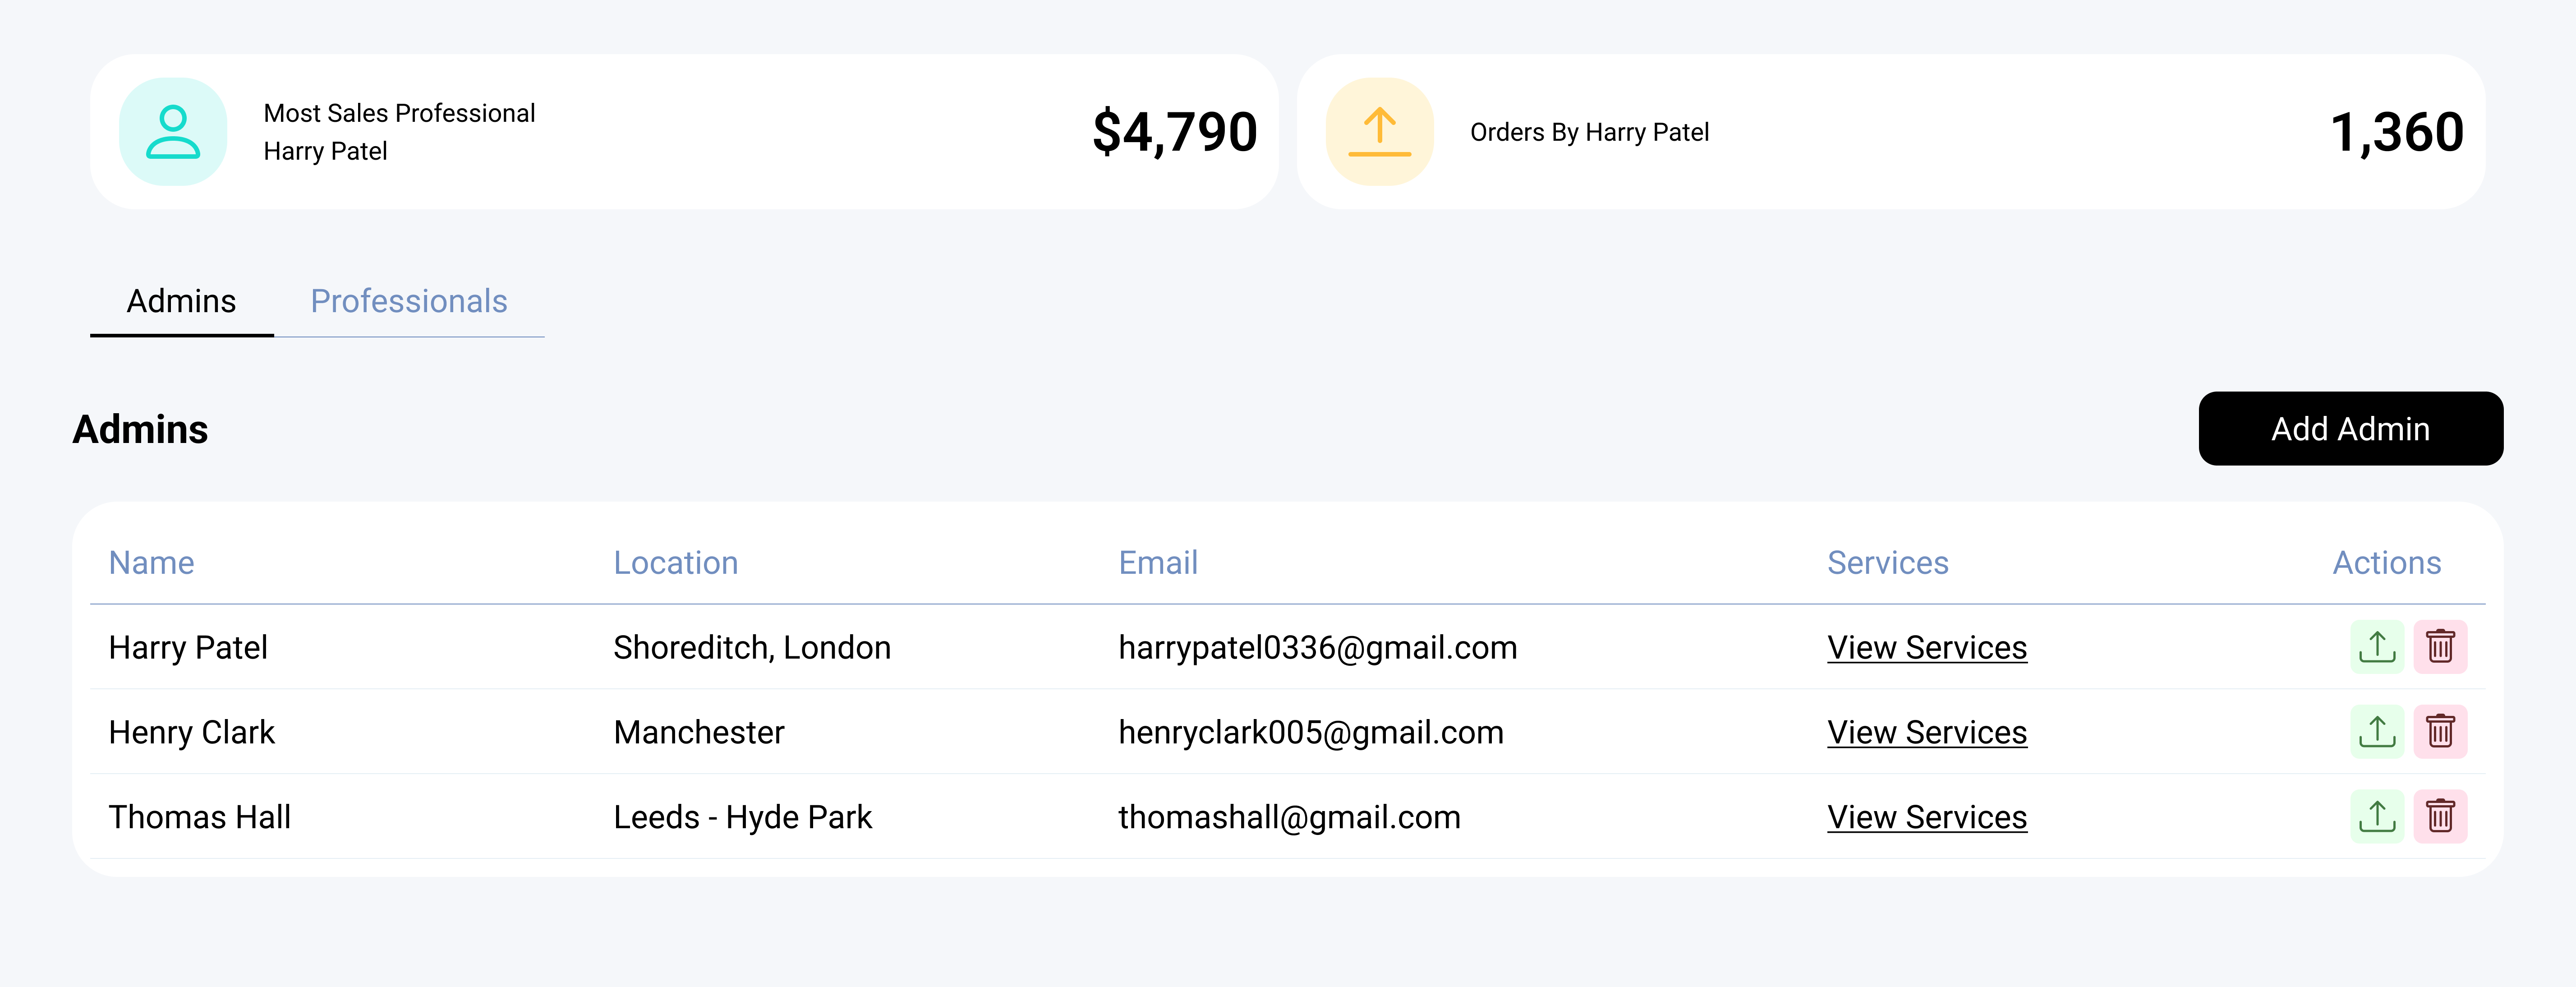 Most Sales Professional
Harry Patel
$4,790
Orders By Harry Patel
1,360
Admins
Professionals
Admins
Add Admin
Name Location Email Services Actions
Harry Patel Shoreditch, London harrypatel0336@gmail.com View Services
Henry Clark Manchester henryclark005@gmail.com View Services
Thomas Hall Leeds - Hyde Park thomashall@gmail.com View Services